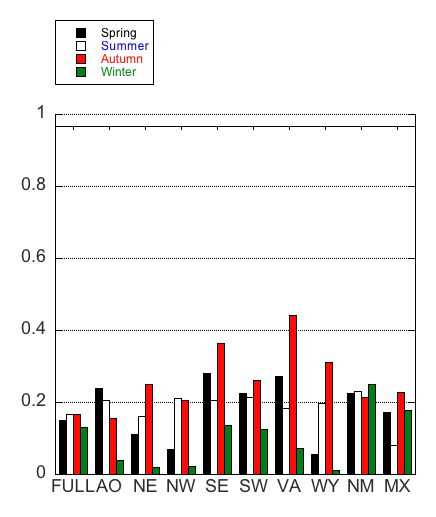 Spring
Summer
Autumn
Winter
1
0.8
0.6
0.4
0.2
0
FULL AO NE NW SE SW VA WY NM MX